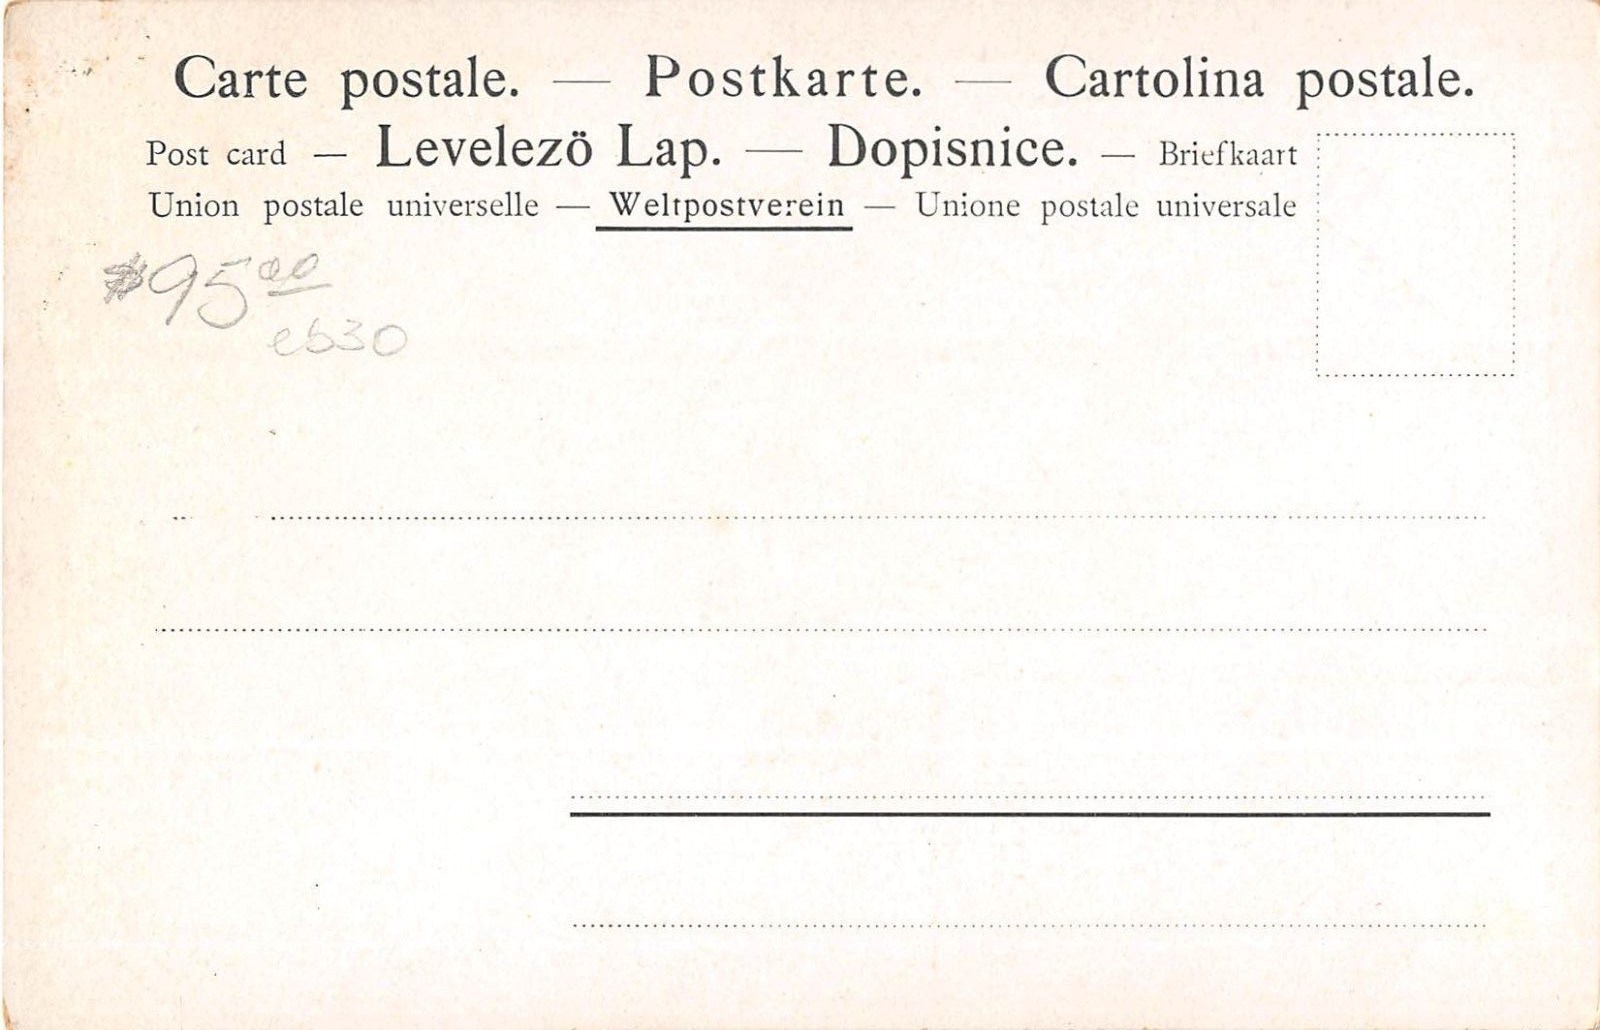 Carte postale. — Postkarte. — Cartolina postale.
Post card — Levelezö Lap. — Dopisnice. — Briefkaart
Union postale universelle — Weltpostverein — Unione postale universale
$95 00
eb30